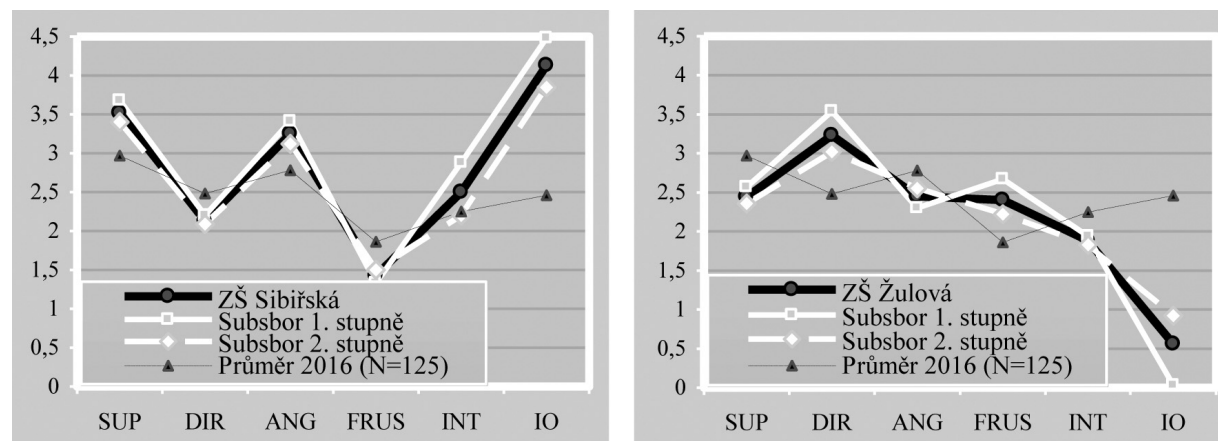 4,5
4
3,5
3
2,5
2
1,5
1
0,5
0
ZŠ Sibiřská
Subsbor 1. stupně
Subsbor 2. stupně
Průměr 2016 (N=125)
SUP DIR ANG FRUS INT IO
4,5
4
3,5
3
2,5
2
1,5
1
0,5
0
ZŠ Žulová
Subsbor 1. stupně
Subsbor 2. stupně
Průměr 2016 (N=125)
SUP DIR ANG FRUS INT IO